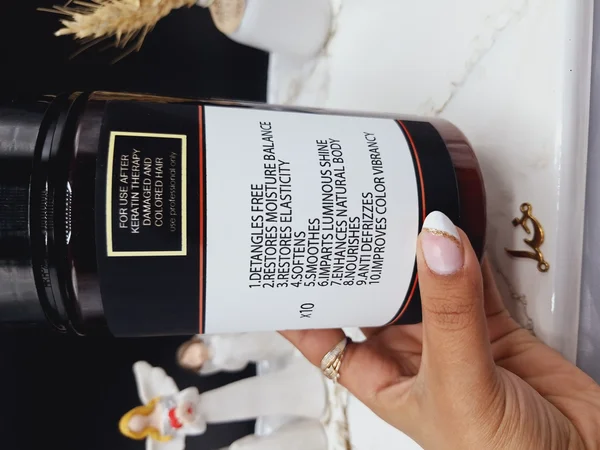 FOR USE AFTER
KERATIN THERAPY
DAMAGED AND
COLORED HAIR
use professional only
1.DETANGLES FREE
2.RESTORES MOISTURE BALANCE
3.RESTORES ELASTICITY
4.SOFTENS
5.SMOOTHES
6.IMPARTS LUMINOUS SHINE
7.ENHANCES NATURAL BODY
8.NOURISHES
9.ANTI DEFRIZZES
10.IMPROVES COLOR VIBRANCY
x10